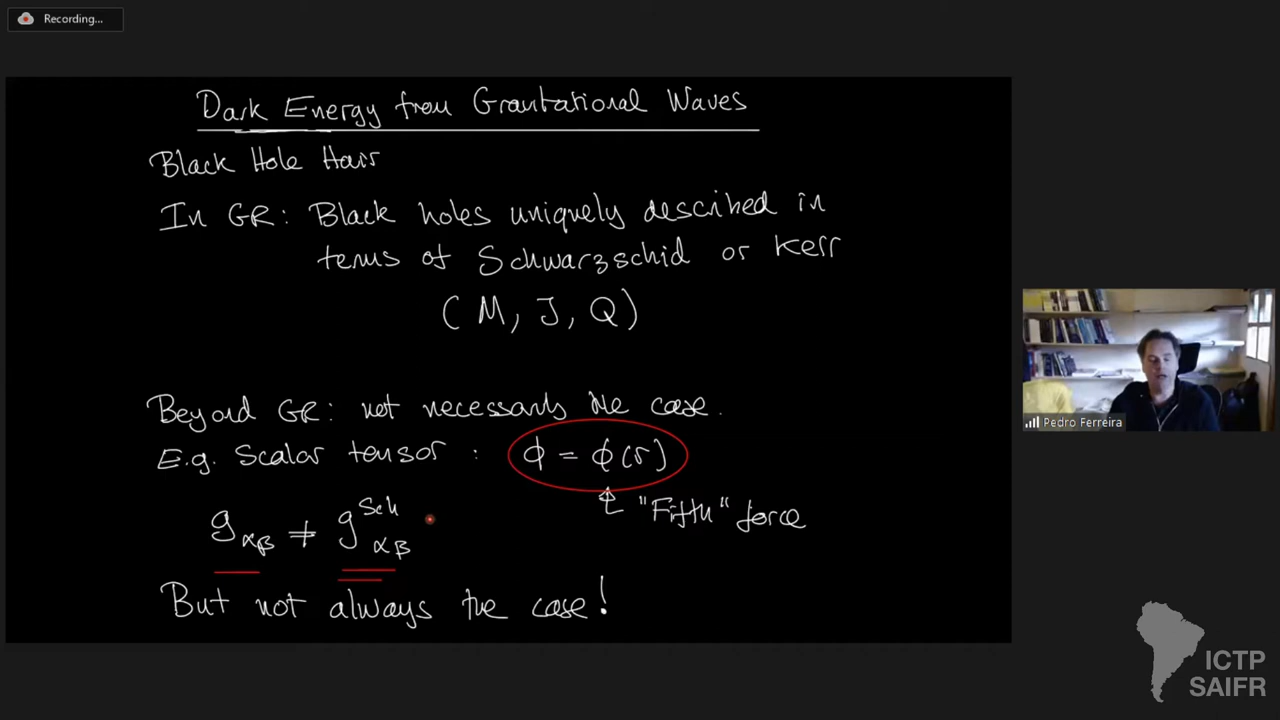 Recording...
Dark Energy from Gravitational Waves
Black Hole Hair
In GR: Black holes uniquely described in
terms of Schwarzschid or Kerr
(M, J, Q)
Beyond GR: not necessarily the case.
E.g. Scalar tensor : ϕ = ϕ(r)
"Fifth" force
g_αβ ≠ g^Sch_αβ
But not always the case!
Pedro Ferreira
ICTP
SAIFR